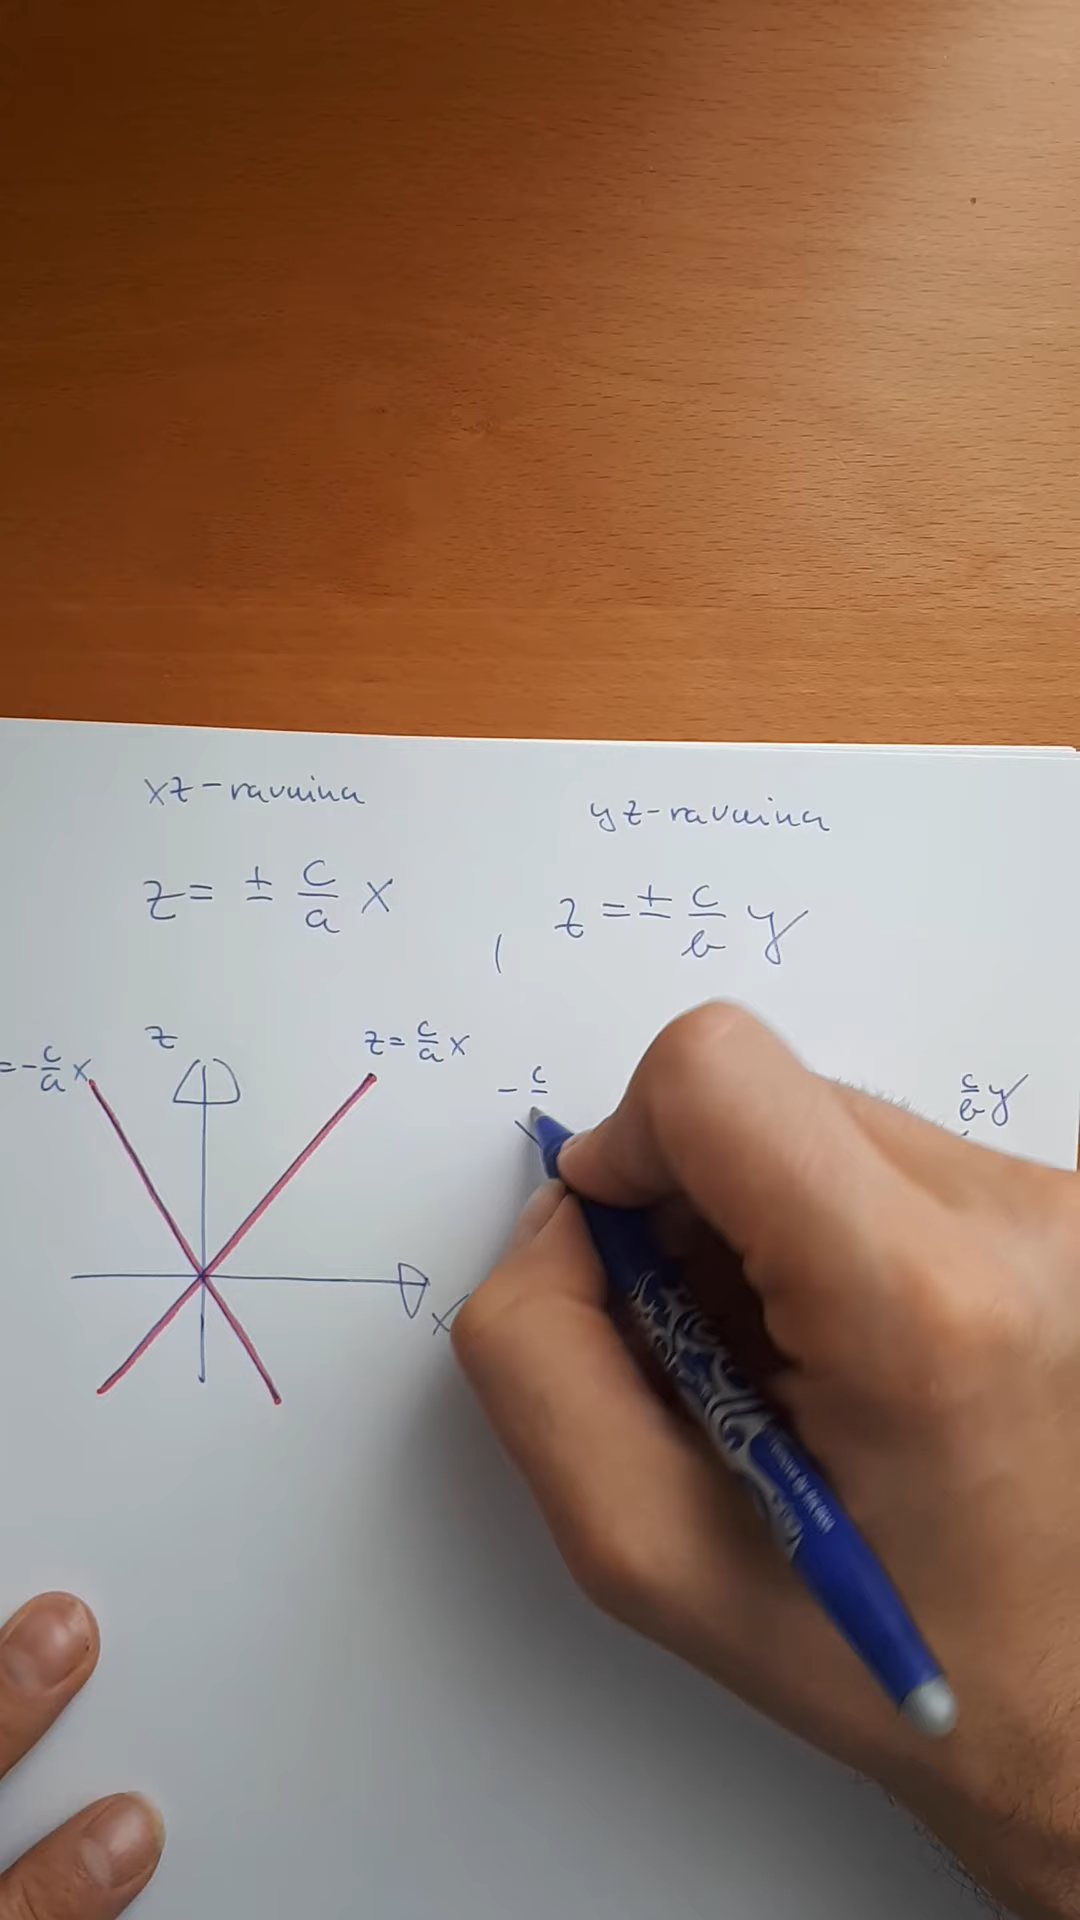 xz-ravnina
z = ± c/a x
yz-ravnina
z = ± c/b y
z
= - c/a x
z = c/a x
x
- c
c/b y